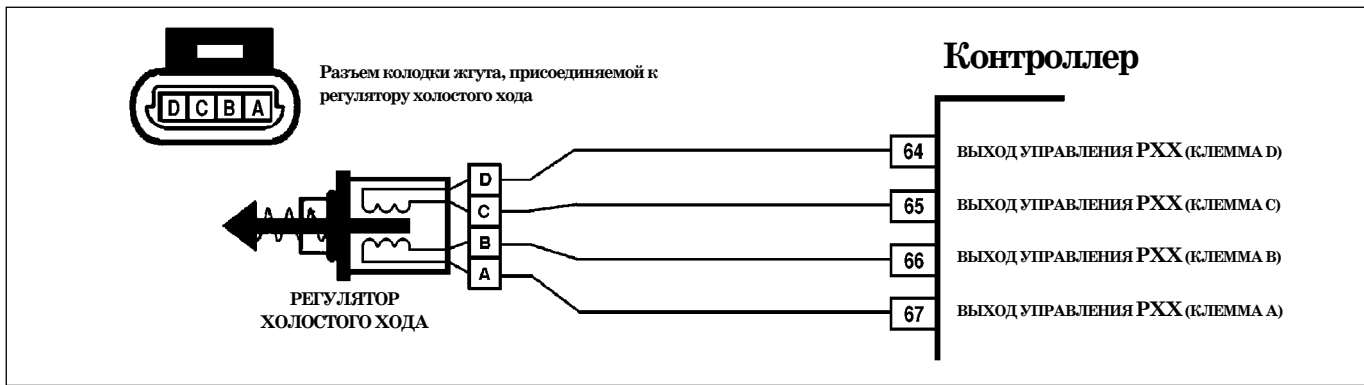 Контроллер
Разъем колодки жгута, присоединяемой к
регулятору холостого хода
D C B A
D
C
B
A
64 ВЫХОД УПРАВЛЕНИЯ РХХ (КЛЕММА D)
65 ВЫХОД УПРАВЛЕНИЯ РХХ (КЛЕММА C)
66 ВЫХОД УПРАВЛЕНИЯ РХХ (КЛЕММА B)
67 ВЫХОД УПРАВЛЕНИЯ РХХ (КЛЕММА A)
РЕГУЛЯТОР
ХОЛОСТОГО ХОДА